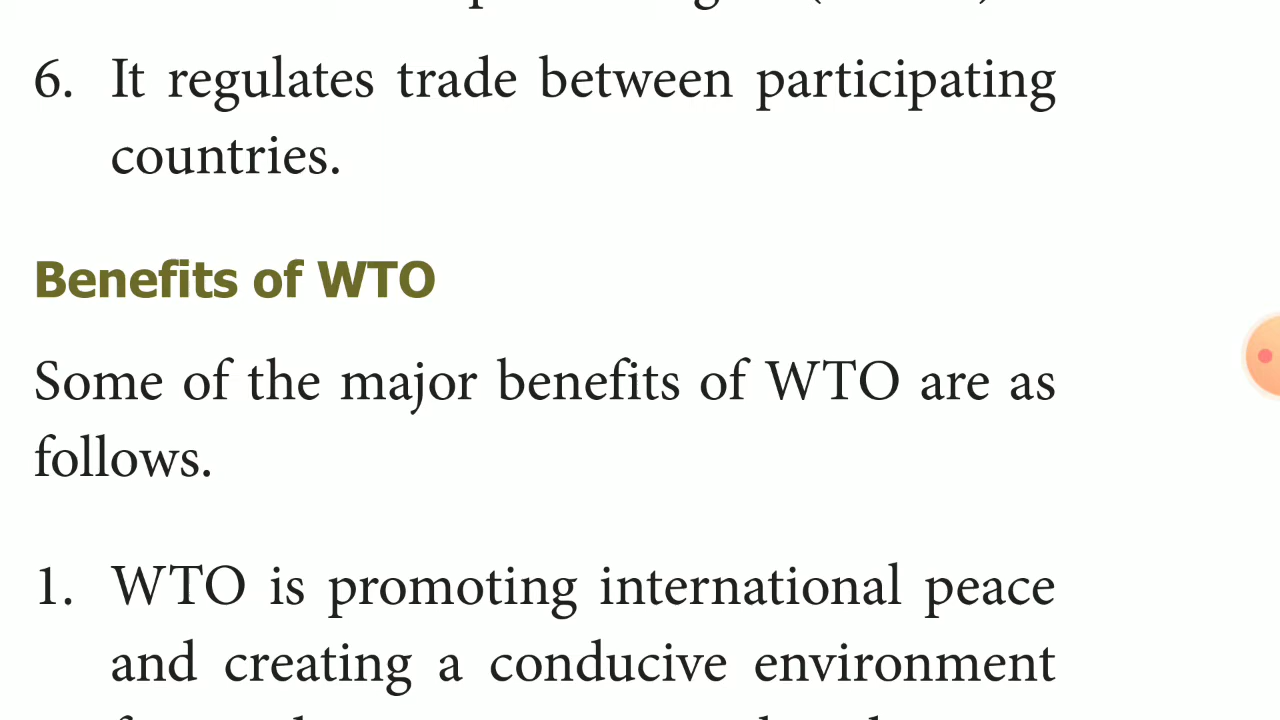 6. It regulates trade between participating
countries.
Benefits of WTO
Some of the major benefits of WTO are as
follows.
1. WTO is promoting international peace
and creating a conducive environment